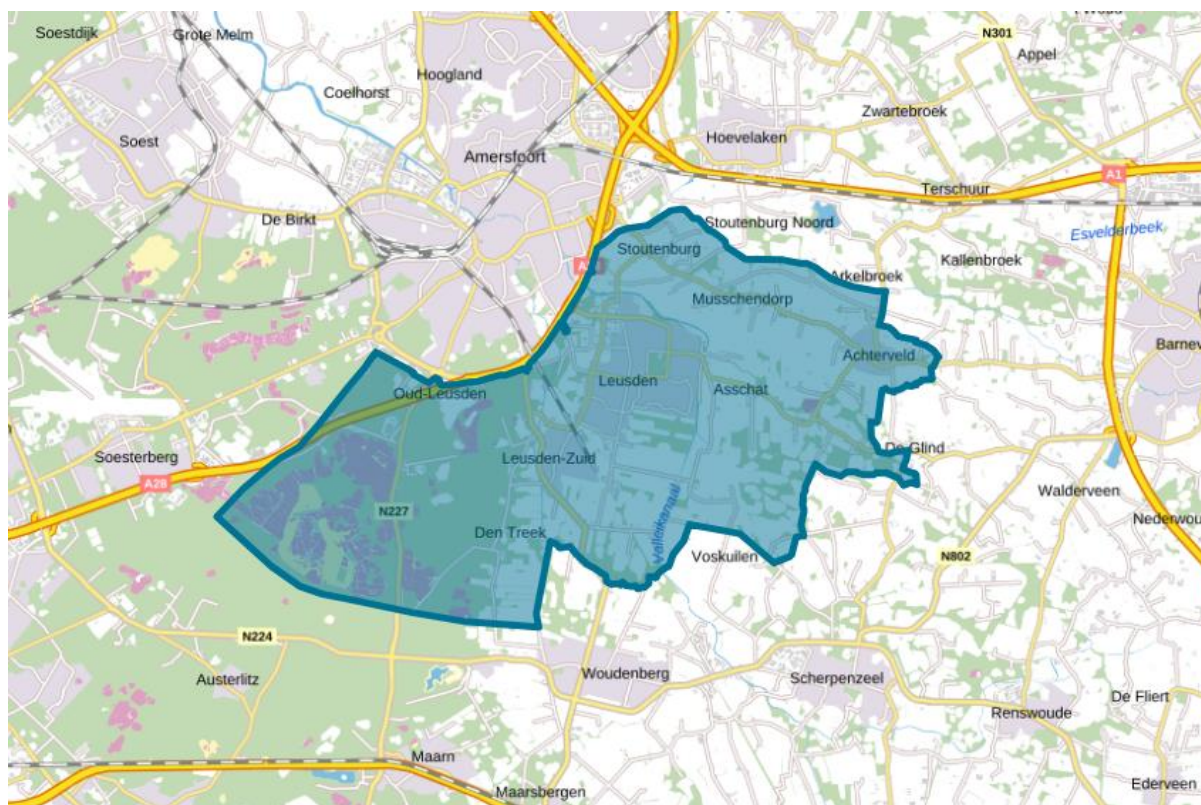 Soestdijk
Grote Melm
N301
Appel
Hoogland
Coelhorst
Zwartebroek
Soest
Hoevelaken
Amersfoort
A1
Terschuur
De Birkt
Stoutenburg Noord
Esvelderbeek
Stoutenburg
Kallenbroek
Arkelbroek
Musschendorp
Achterveld
Leusden
Asschat
Oud-Leusden
De Glind
Soesterberg
Leusden-Zuid
A28
Walderveen
N227
Den Treek
Valleikanaal
Voskuilen
N802
N224
Woudenberg
Austerlitz
Scherpenzeel
De Fliert
Renswoude
Maarn
Maarsbergen
Ederveen